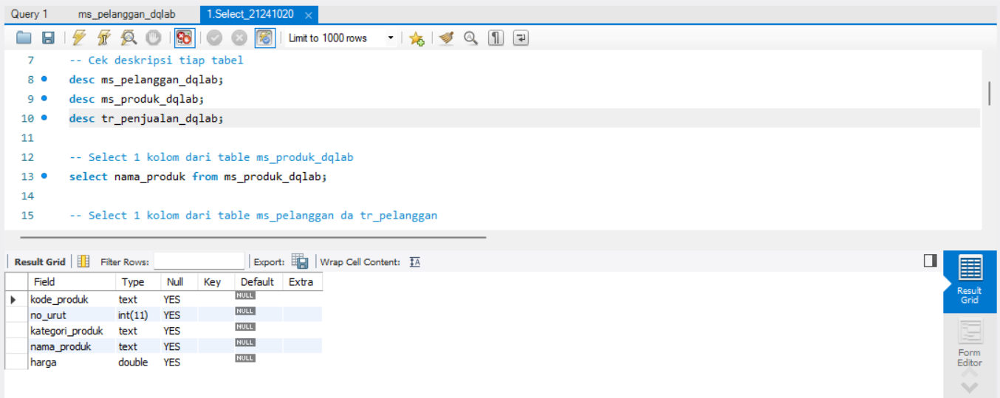 Query 1 ms_pelanggan_dqlab 1.Select_21241020
Limit to 1000 rows
7 -- Cek deskripsi tiap tabel
8 desc ms_pelanggan_dqlab;
9 desc ms_produk_dqlab;
10 desc tr_penjualan_dqlab;
11
12 -- Select 1 kolom dari table ms_produk_dqlab
13 select nama_produk from ms_produk_dqlab;
14
15 -- Select 1 kolom dari table ms_pelanggan da tr_pelanggan
Result Grid Filter Rows: Export: Wrap Cell Content:
Field Type Null Key Default Extra
kode_produk text YES NULL
no_urut int(11) YES NULL
kategori_produk text YES NULL
nama_produk text YES NULL
harga double YES NULL
Result
Grid
Form
Editor